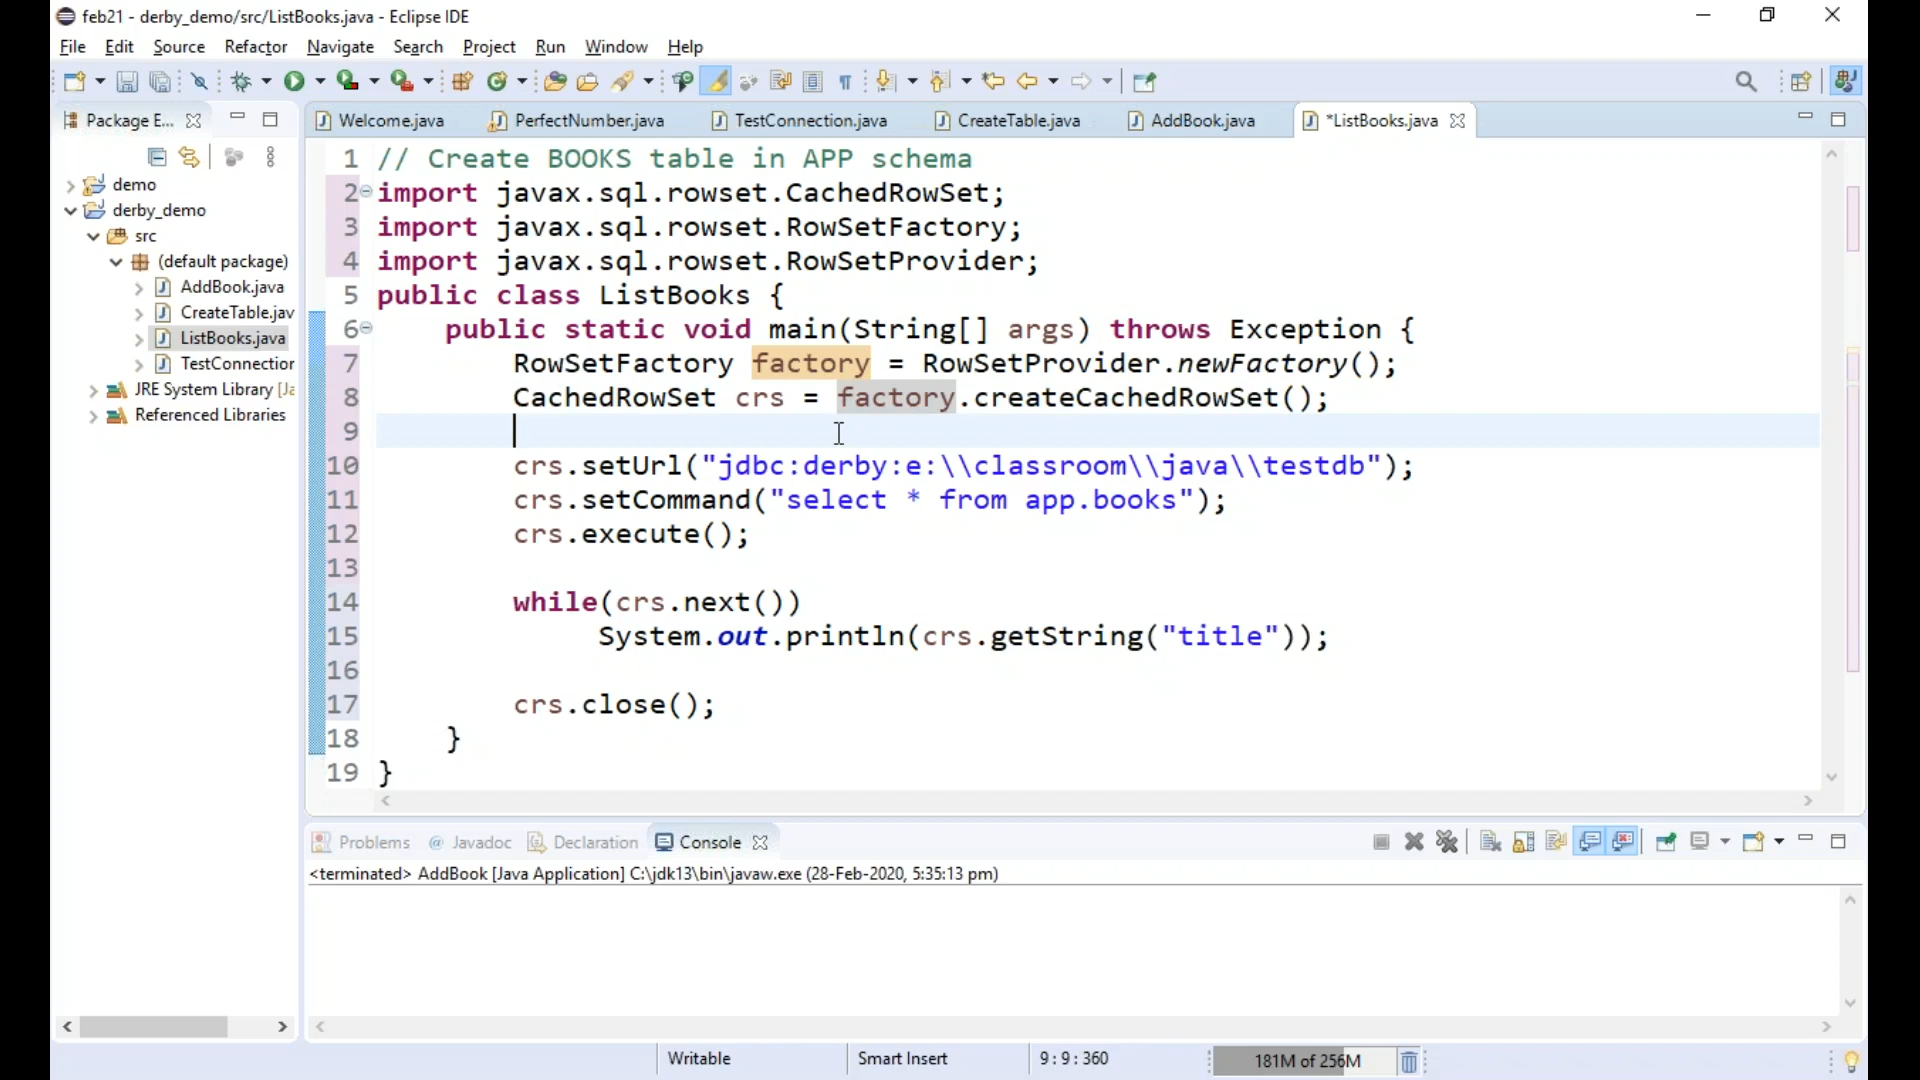 feb21 - derby_demo/src/ListBooks.java - Eclipse IDE
File Edit Source Refactor Navigate Search Project Run Window Help
Package E...
Welcome.java PerfectNumber.java TestConnection.java CreateTable.java AddBook.java *ListBooks.java
demo
derby_demo
src
(default package)
AddBook.java
CreateTable.jav
ListBooks.java
TestConnection
JRE System Library [Ja
Referenced Libraries
1 // Create BOOKS table in APP schema
2 import javax.sql.rowset.CachedRowSet;
3 import javax.sql.rowset.RowSetFactory;
4 import javax.sql.rowset.RowSetProvider;
5 public class ListBooks {
6 public static void main(String[] args) throws Exception {
7 RowSetFactory factory = RowSetProvider.newFactory();
8 CachedRowSet crs = factory.createCachedRowSet();
9
10 crs.setUrl("jdbc:derby:e:\\classroom\\java\\testdb");
11 crs.setCommand("select * from app.books");
12 crs.execute();
13
14 while(crs.next())
15 System.out.println(crs.getString("title"));
16
17 crs.close();
18 }
19 }
Problems @ Javadoc Declaration Console
<terminated> AddBook [Java Application] C:\jdk13\bin\javaw.exe (28-Feb-2020, 5:35:13 pm)
Writable Smart Insert 9 : 9 : 360 181M of 256M